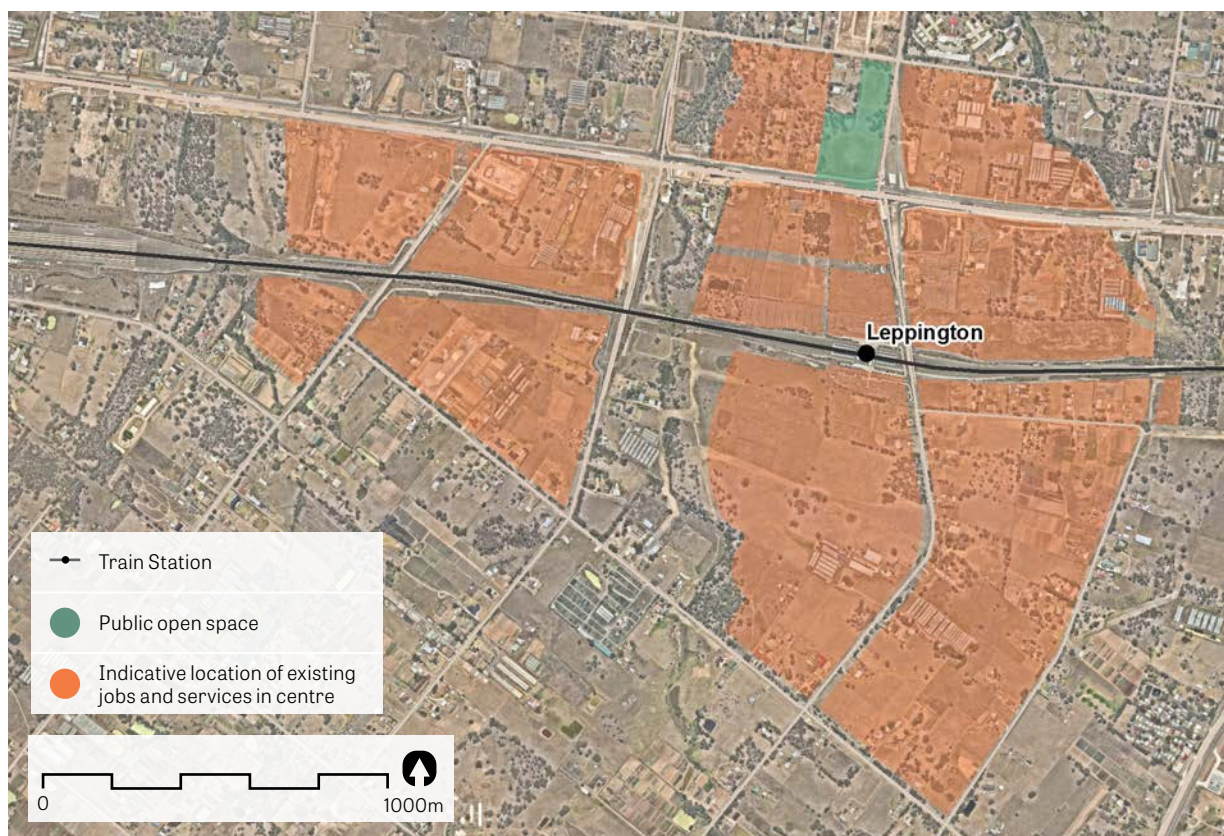 Leppington
Train Station
Public open space
Indicative location of existing
jobs and services in centre
0
1000m